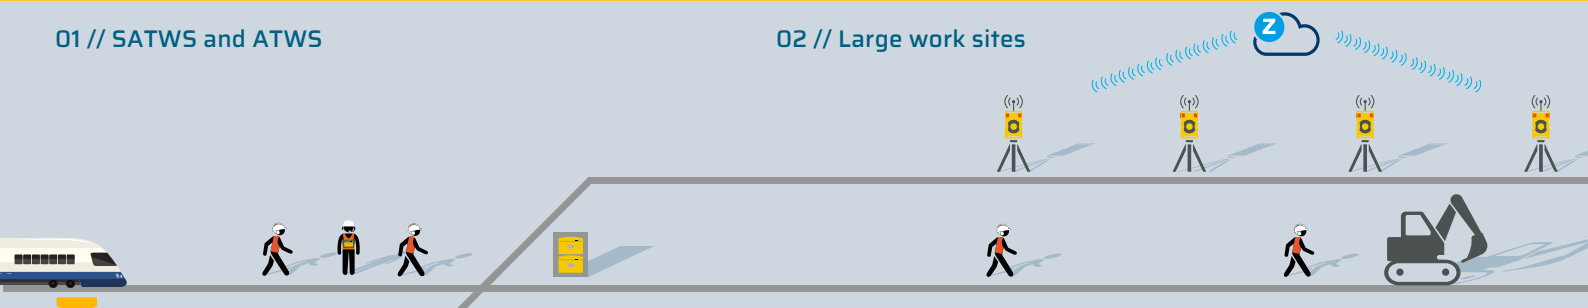 01 // SATWS and ATWS
02 // Large work sites
Z